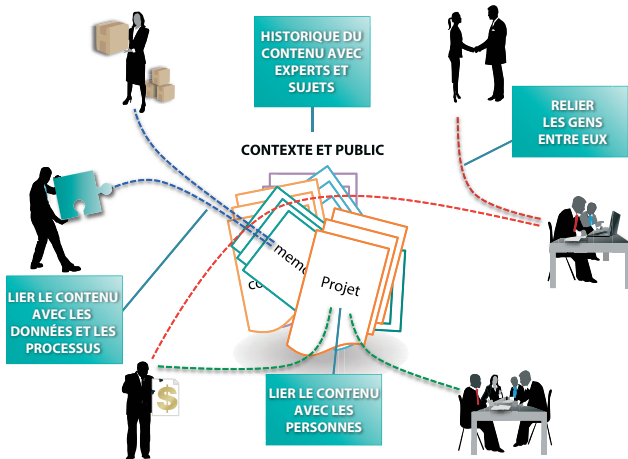 HISTORIQUE DU
CONTENU AVEC
EXPERTS ET
SUJETS
RELIER
LES GENS
ENTRE EUX
CONTEXTE ET PUBLIC
memo
Projet
LIER LE CONTENU
AVEC LES
DONNÉES ET LES
PROCESSUS
$
LIER LE CONTENU
AVEC LES
PERSONNES